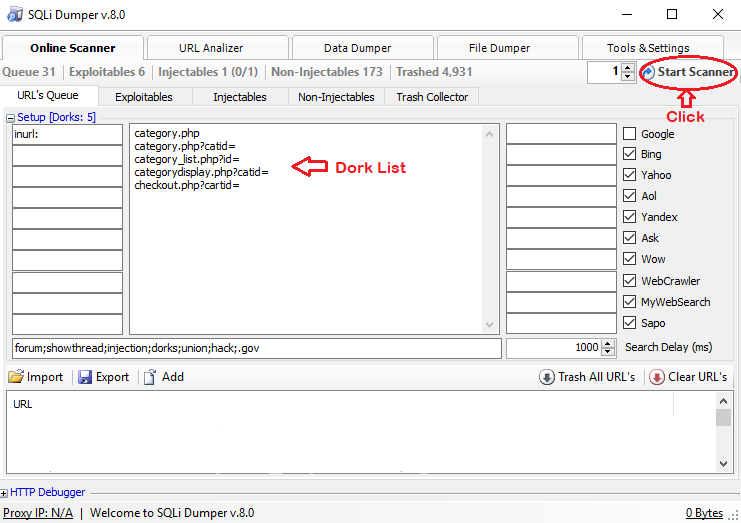 SQLi Dumper v.8.0
Online Scanner URL Analizer Data Dumper File Dumper Tools & Settings
Queue 31 Exploitables 6 Injectables 1 (0/1) Non-Injectables 173 Trashed 4,931 1 Start Scanner
URL's Queue Exploitables Injectables Non-Injectables Trash Collector
Click
Setup [Dorks: 5]
inurl:
category.php
category.php?catid=
category_list.php?id=
categorydisplay.php?catid=
checkout.php?cartid=
Dork List
Google
Bing
Yahoo
Aol
Yandex
Ask
Wow
WebCrawler
MyWebSearch
Sapo
forum;showthread;injection;dorks;union;hack;.gov 1000 Search Delay (ms)
Import Export Add Trash All URL's Clear URL's
URL
HTTP Debugger
Proxy IP: N/A | Welcome to SQLi Dumper v.8.0 0 Bytes